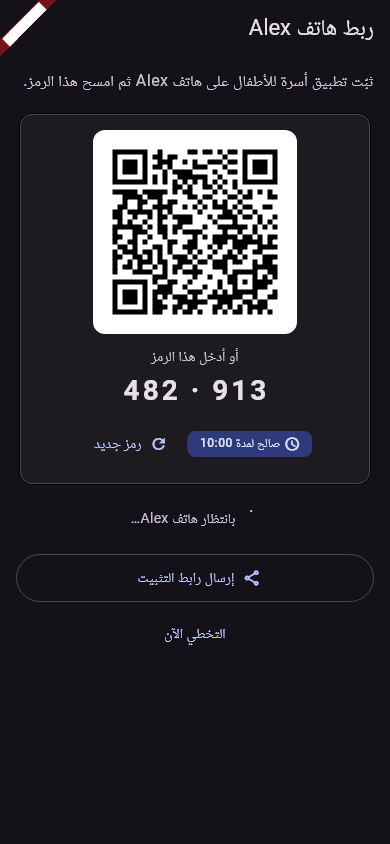 ربط هاتف Alex
ثبّت تطبيق أسرة للأطفال على هاتف Alex ثم امسح هذا الرمز.
أو أدخل هذا الرمز
482 · 913
صالح لمدة 10:00
رمز جديد
بانتظار هاتف Alex…
إرسال رابط التثبيت
التخطي الآن